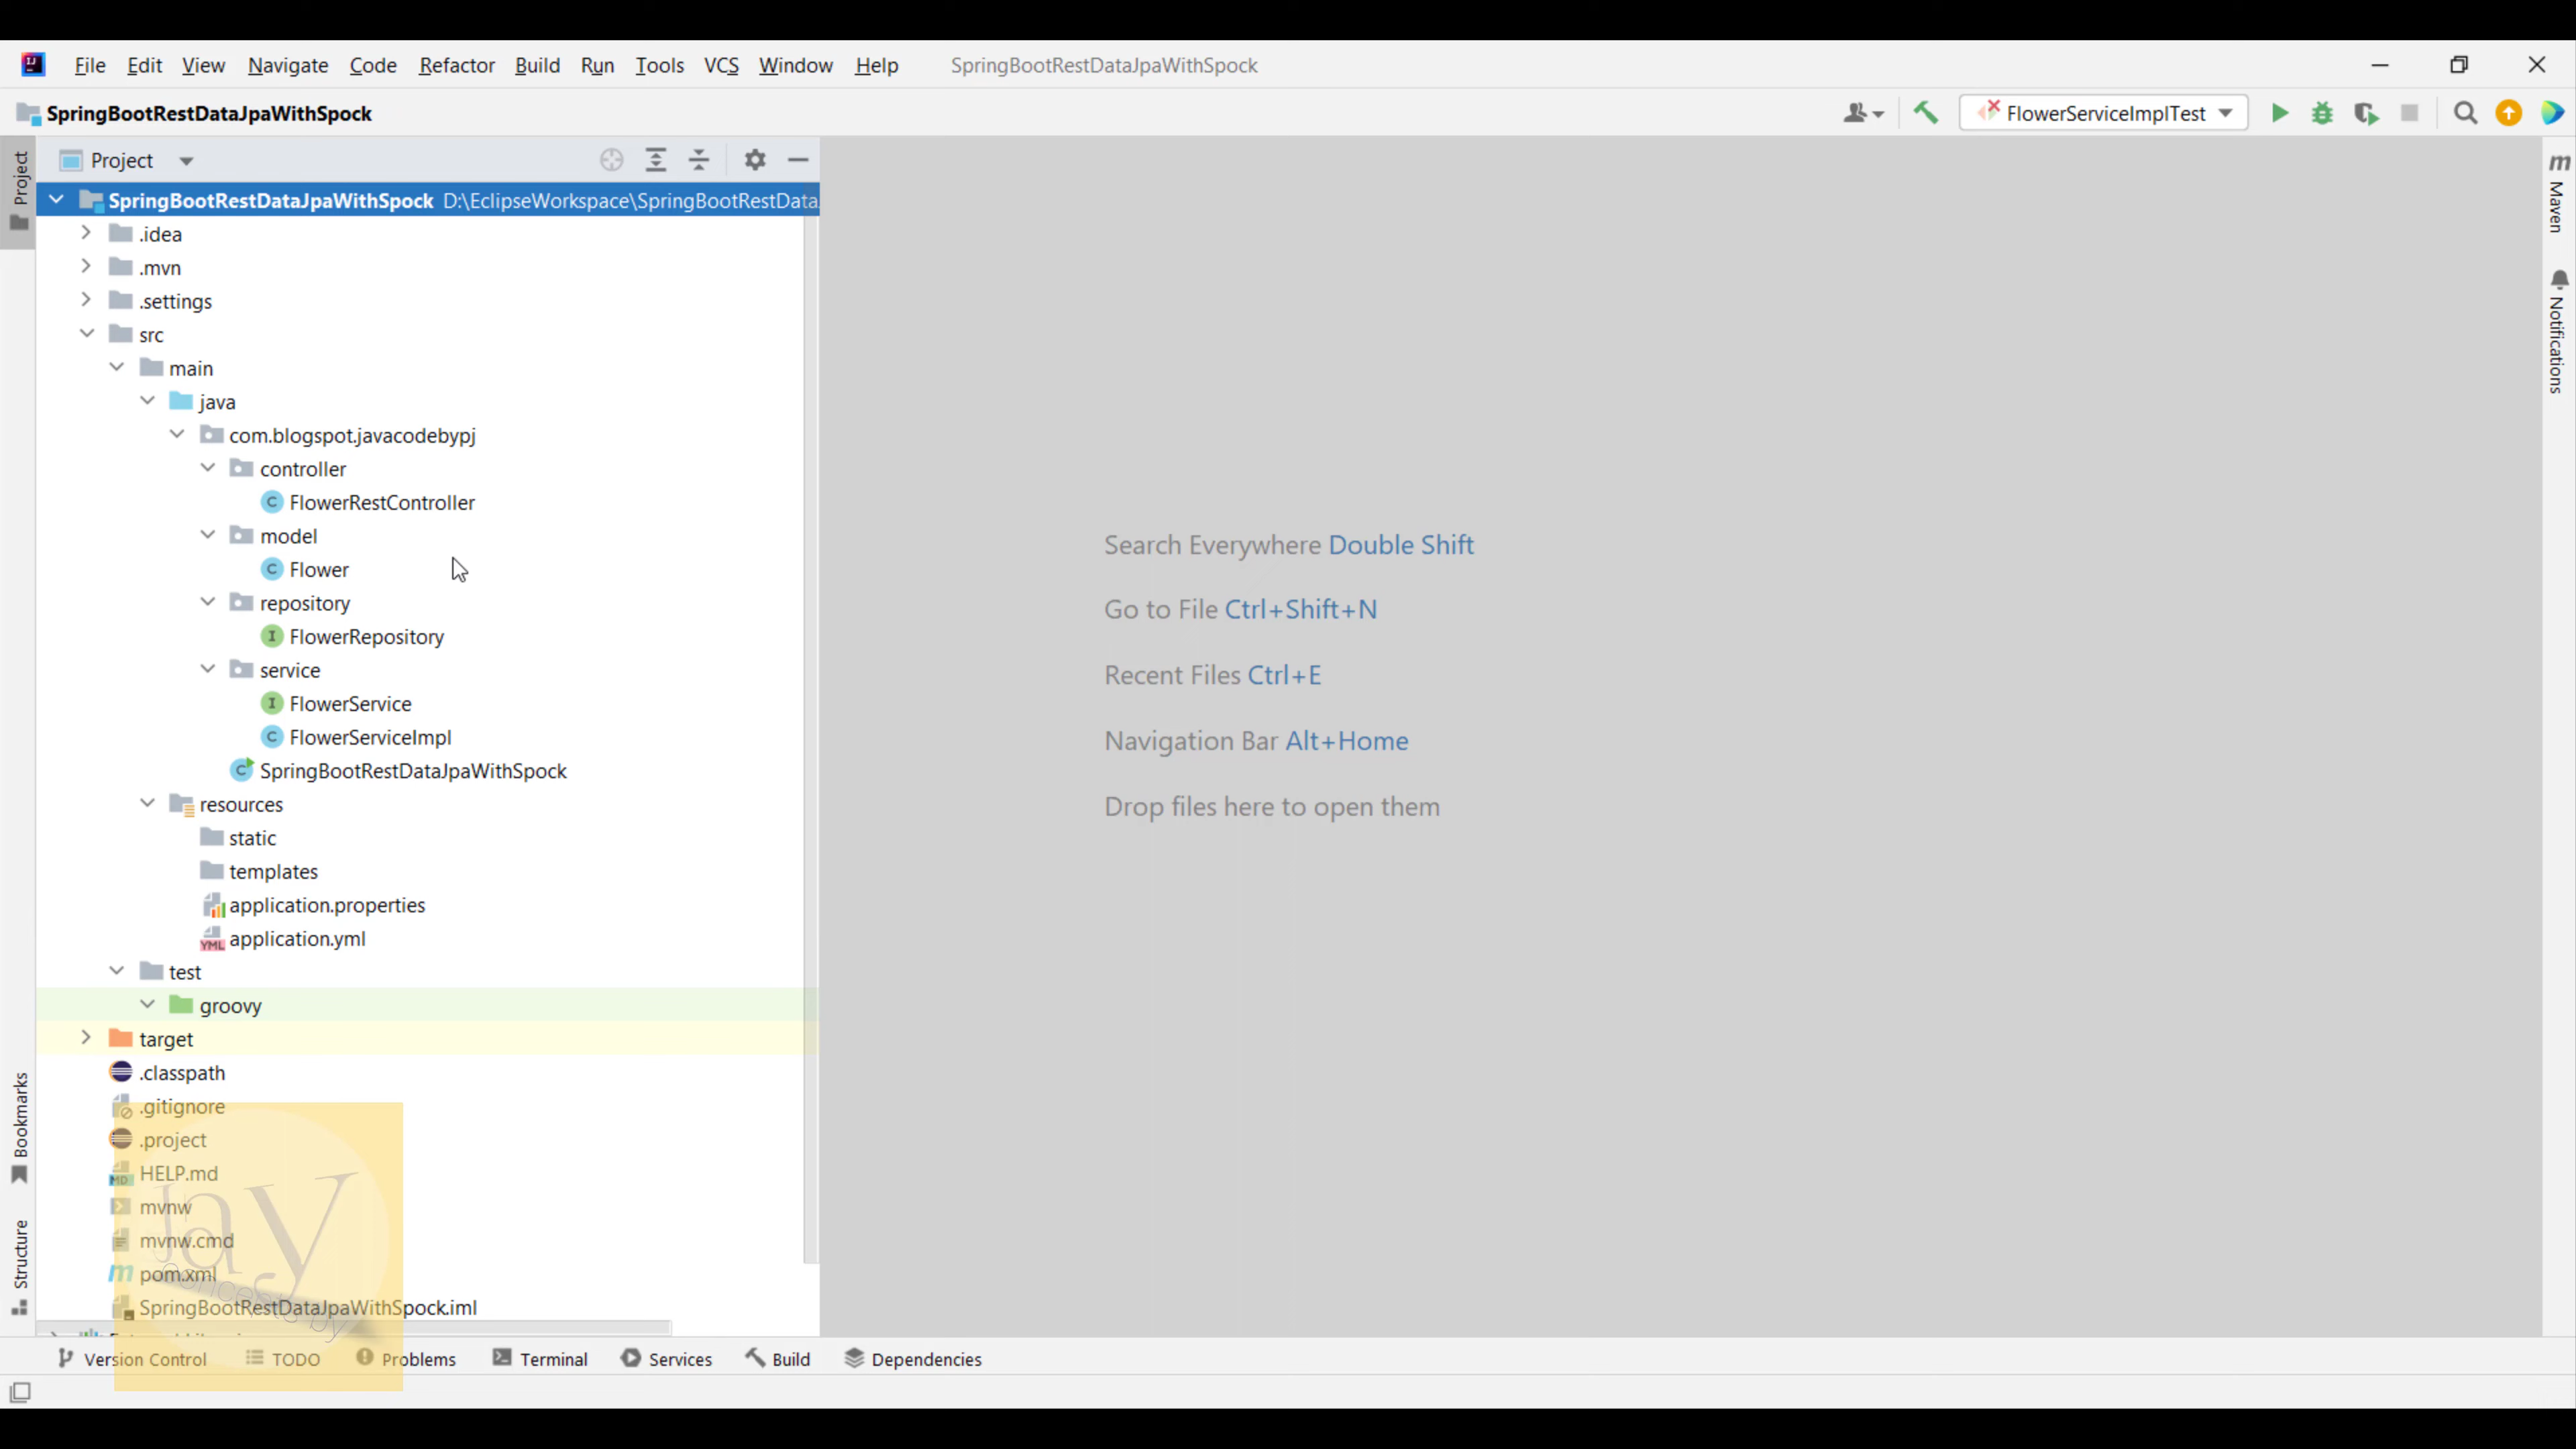 File Edit View Navigate Code Refactor Build Run Tools VCS Window Help SpringBootRestDataJpaWithSpock
SpringBootRestDataJpaWithSpock FlowerServiceImplTest
Project
Project
SpringBootRestDataJpaWithSpock D:\EclipseWorkspace\SpringBootRestData
.idea
.mvn
.settings
src
main
java
com.blogspot.javacodebypj
controller
FlowerRestController
model
Flower
repository
FlowerRepository
service
FlowerService
FlowerServiceImpl
SpringBootRestDataJpaWithSpock
resources
static
templates
application.properties
application.yml
test
groovy
target
.classpath
.gitignore
.project
HELP.md
mvnw
mvnw.cmd
pom.xml
SpringBootRestDataJpaWithSpock.iml
Bookmarks
Structure
Search Everywhere Double Shift
Go to File Ctrl+Shift+N
Recent Files Ctrl+E
Navigation Bar Alt+Home
Drop files here to open them
Maven
Notifications
Version Control TODO Problems Terminal Services Build Dependencies
Concepts by
Jay